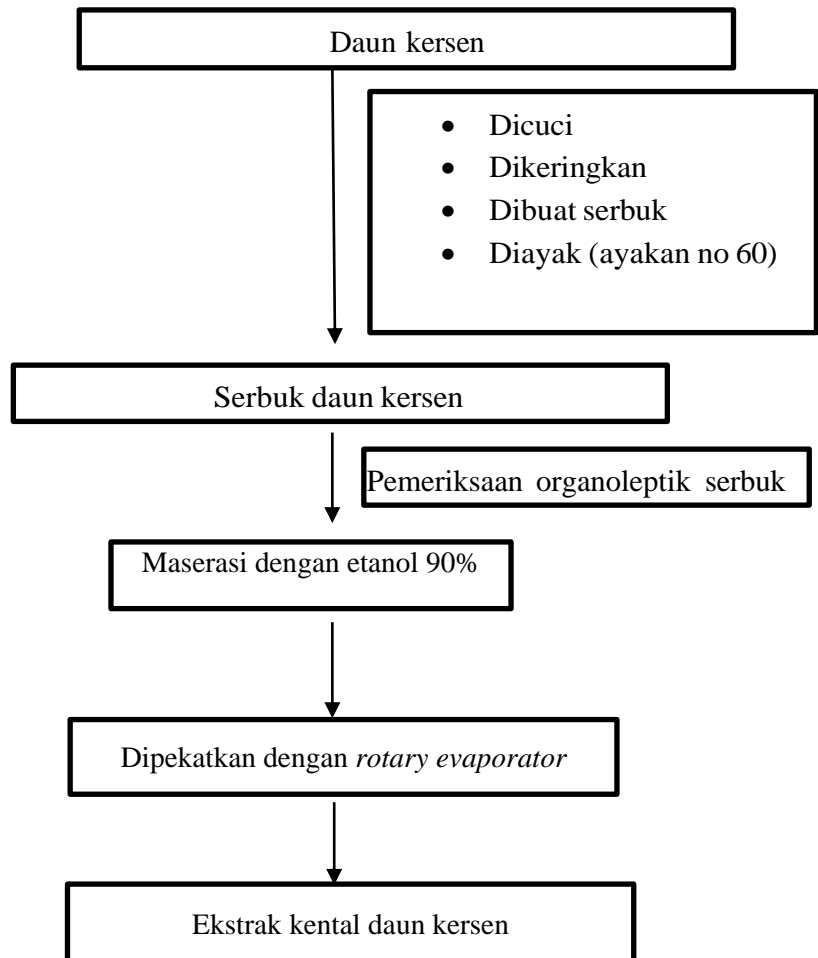 Daun kersen
• Dicuci
• Dikeringkan
• Dibuat serbuk
• Diayak (ayakan no 60)
Serbuk daun kersen
Pemeriksaan organoleptik serbuk
Maserasi dengan etanol 90%
Dipekatkan dengan rotary evaporator
Ekstrak kental daun kersen